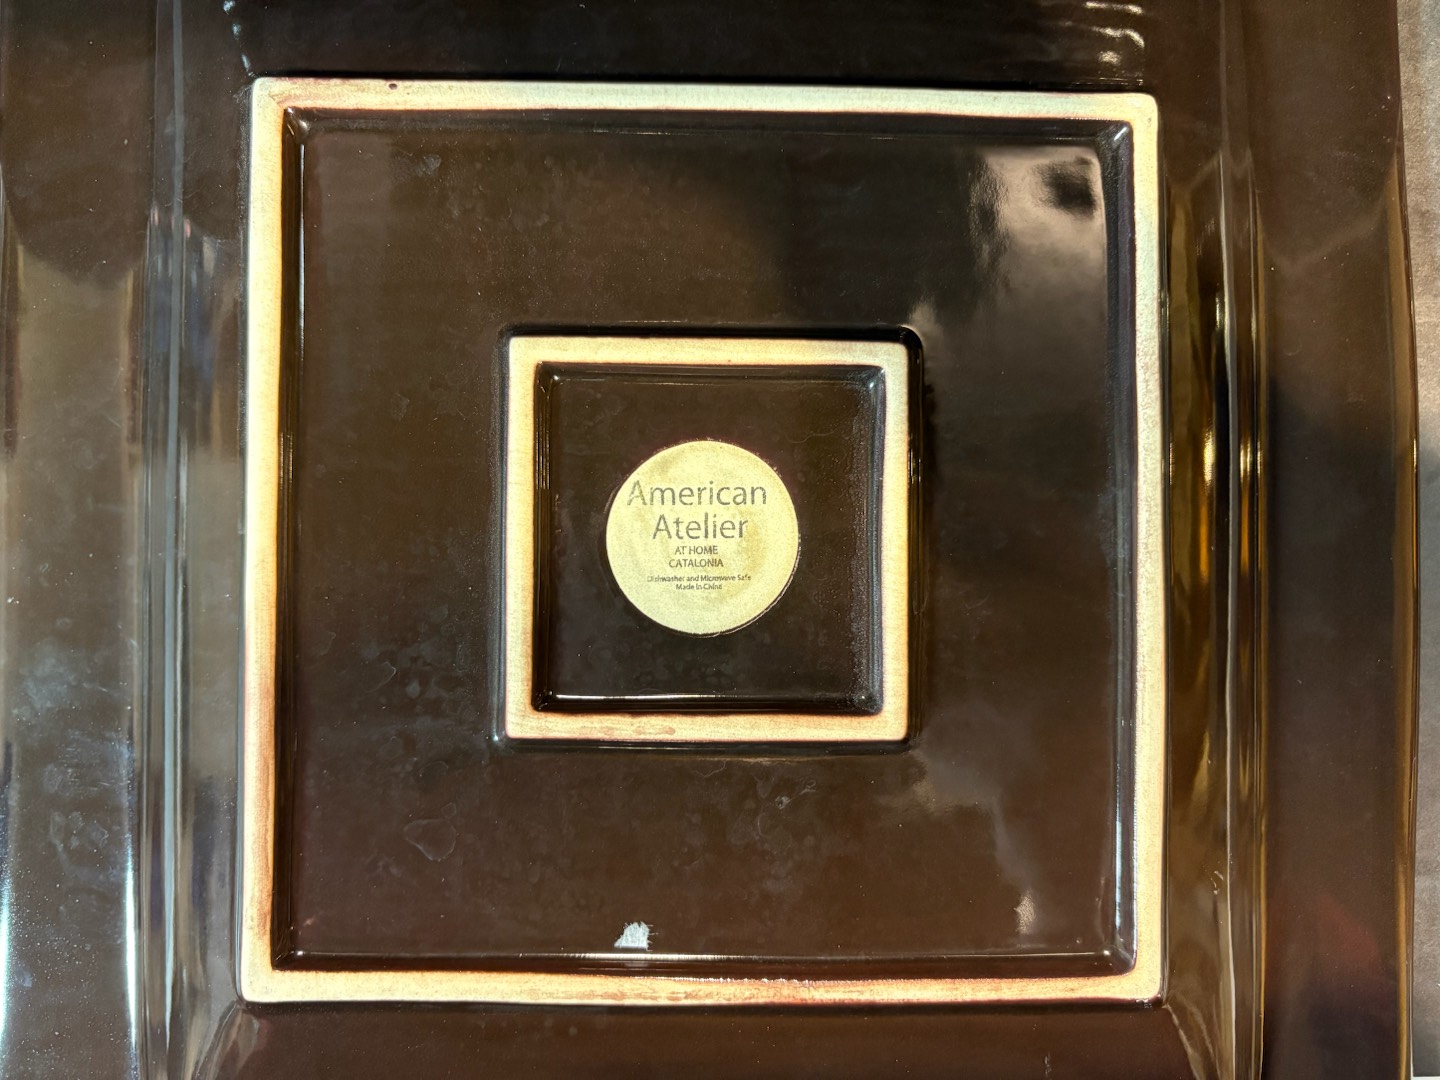 American
Atelier
AT HOME
CATALONIA
Dishwasher and Microwave Safe
Made in China